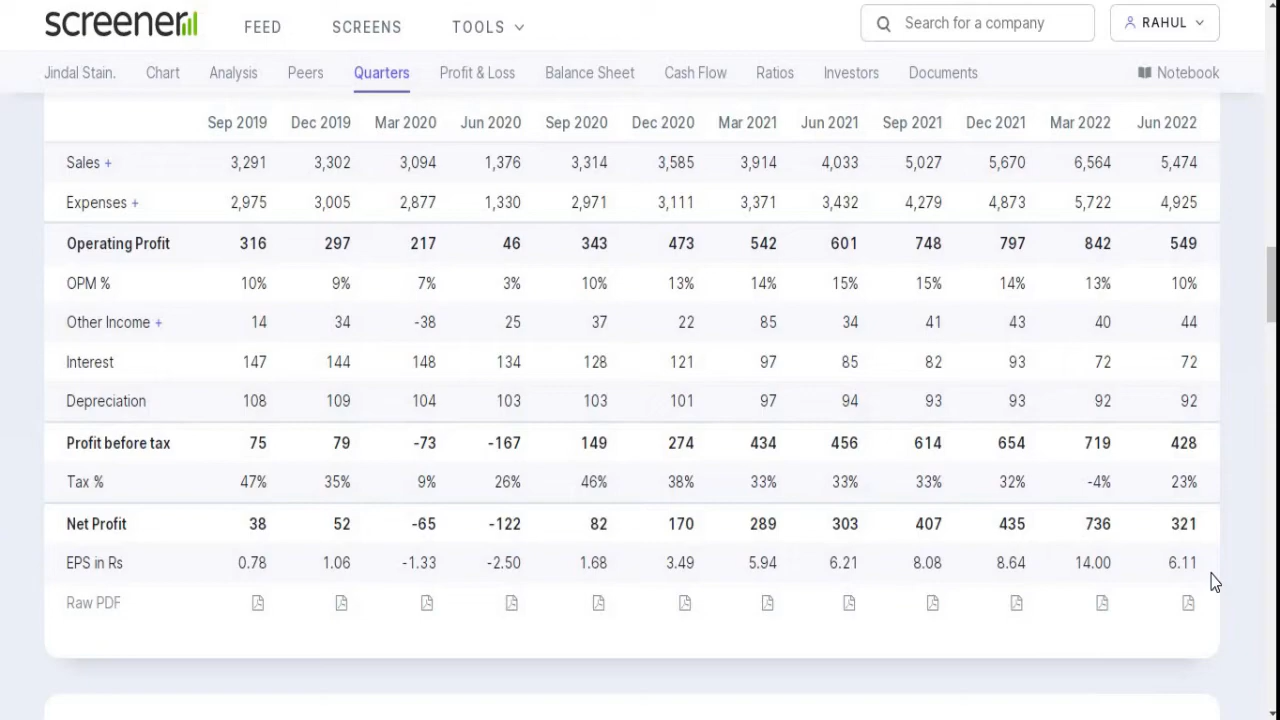 screener FEED SCREENS TOOLS Search for a company RAHUL
Jindal Stain. Chart Analysis Peers Quarters Profit & Loss Balance Sheet Cash Flow Ratios Investors Documents Notebook
Sep 2019 Dec 2019 Mar 2020 Jun 2020 Sep 2020 Dec 2020 Mar 2021 Jun 2021 Sep 2021 Dec 2021 Mar 2022 Jun 2022
Sales + 3,291 3,302 3,094 1,376 3,314 3,585 3,914 4,033 5,027 5,670 6,564 5,474
Expenses + 2,975 3,005 2,877 1,330 2,971 3,111 3,371 3,432 4,279 4,873 5,722 4,925
Operating Profit 316 297 217 46 343 473 542 601 748 797 842 549
OPM % 10% 9% 7% 3% 10% 13% 14% 15% 15% 14% 13% 10%
Other Income + 14 34 -38 25 37 22 85 34 41 43 40 44
Interest 147 144 148 134 128 121 97 85 82 93 72 72
Depreciation 108 109 104 103 103 101 97 94 93 93 92 92
Profit before tax 75 79 -73 -167 149 274 434 456 614 654 719 428
Tax % 47% 35% 9% 26% 46% 38% 33% 33% 33% 32% -4% 23%
Net Profit 38 52 -65 -122 82 170 289 303 407 435 736 321
EPS in Rs 0.78 1.06 -1.33 -2.50 1.68 3.49 5.94 6.21 8.08 8.64 14.00 6.11
Raw PDF